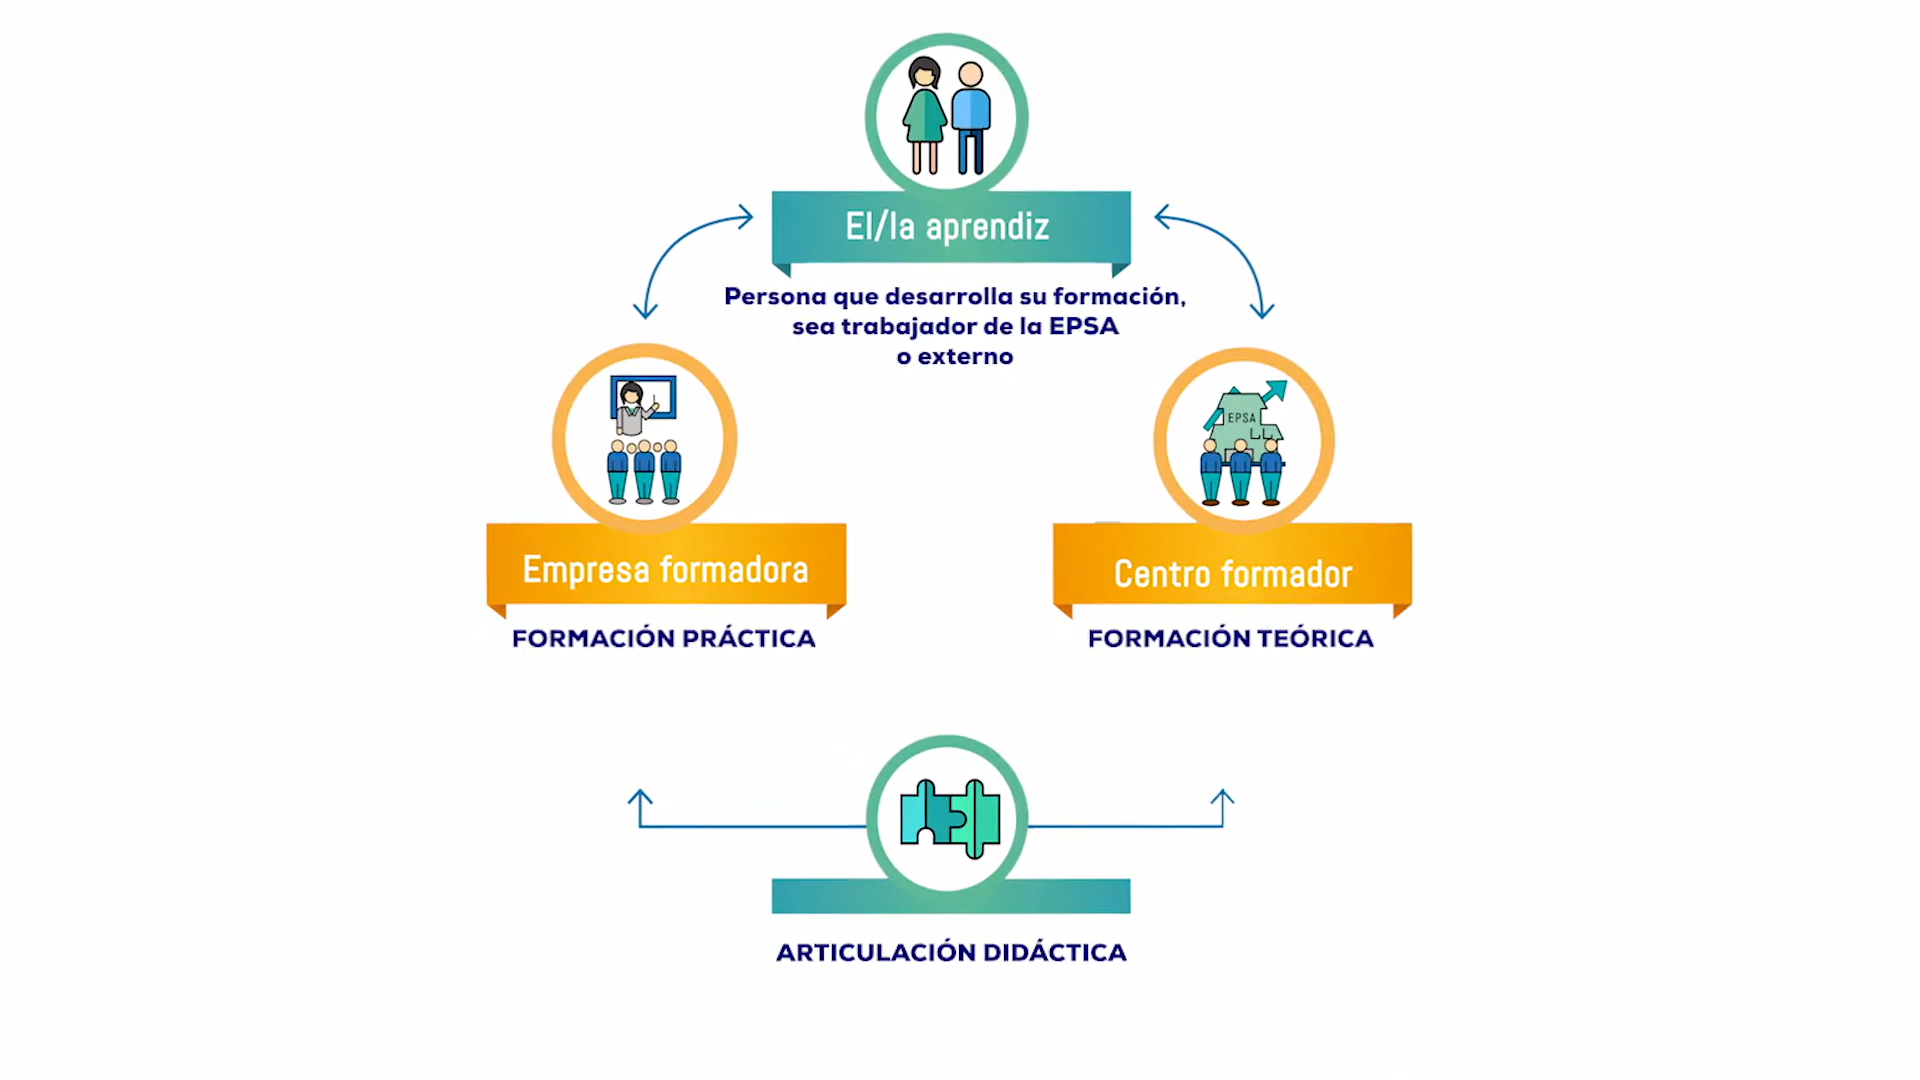 El/la aprendiz
Persona que desarrolla su formación,
sea trabajador de la EPSA
o externo
EPSA
Empresa formadora
Centro formador
FORMACIÓN PRÁCTICA
FORMACIÓN TEÓRICA
ARTICULACIÓN DIDÁCTICA